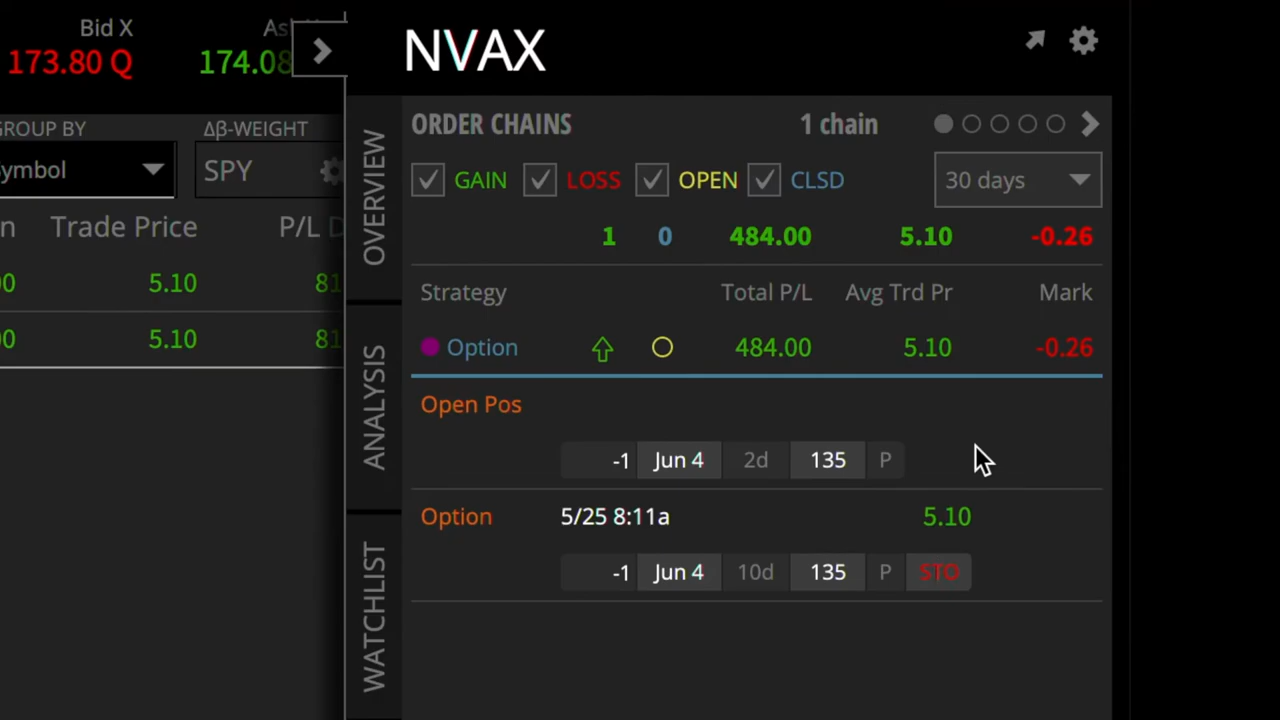 Bid X
173.80 Q
174.08
NVAX
GROUP BY
Δβ-WEIGHT
SPY
Trade Price
P/L D
5.10
81
5.10
81
OVERVIEW
ANALYSIS
WATCHLIST
ORDER CHAINS 1 chain
GAIN LOSS OPEN CLSD 30 days
1 0 484.00 5.10 -0.26
Strategy Total P/L Avg Trd Pr Mark
Option 484.00 5.10 -0.26
Open Pos
-1 Jun 4 2d 135 P
Option 5/25 8:11a 5.10
-1 Jun 4 10d 135 P STO